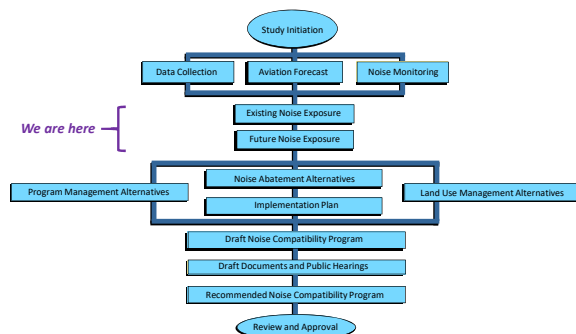 Study Initiation
Data Collection
Aviation Forecast
Noise Monitoring
We are here
Existing Noise Exposure
Future Noise Exposure
Noise Abatement Alternatives
Program Management Alternatives
Land Use Management Alternatives
Implementation Plan
Draft Noise Compatibility Program
Draft Documents and Public Hearings
Recommended Noise Compatibility Program
Review and Approval